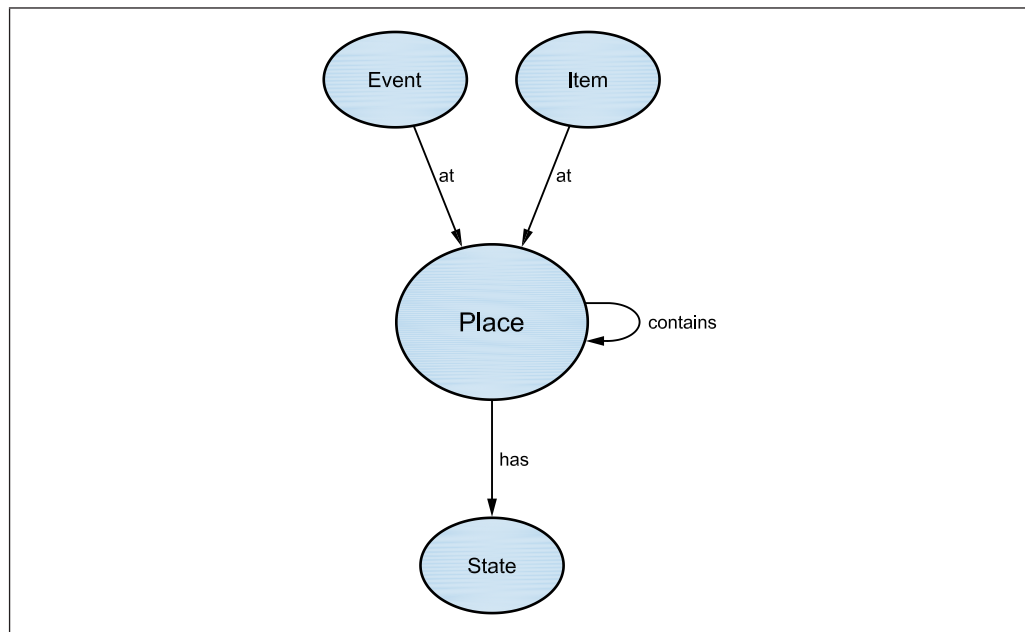 Event
Item
at
at
Place
contains
has
State